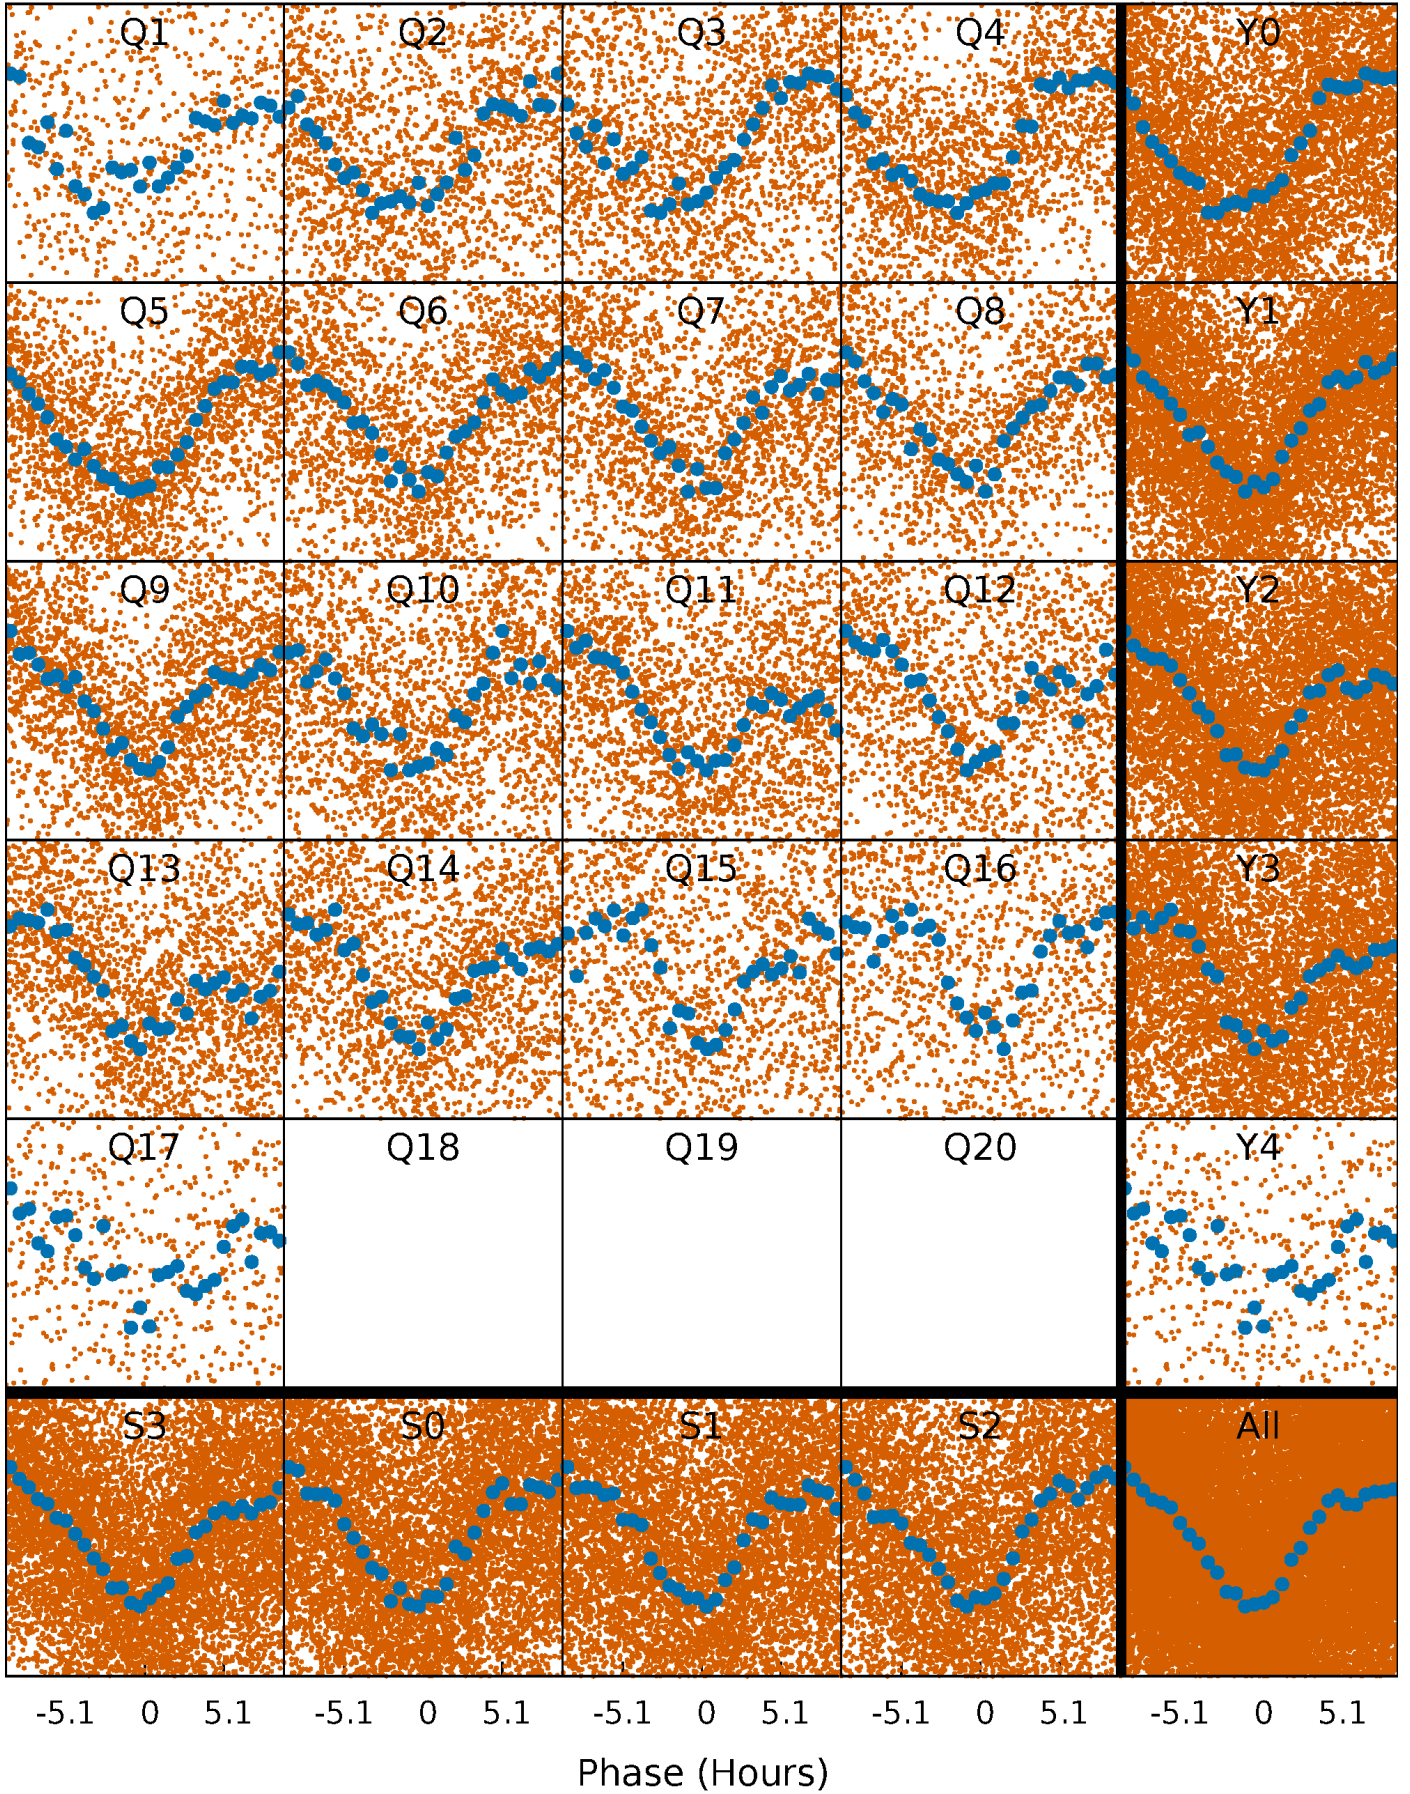 Q1 Q2 Q3 Q4 Y0
Q5 Q6 Q7 Q8 Y1
Q9 Q10 Q11 Q12 Y2
Q13 Q14 Q15 Q16 Y3
Q17 Q18 Q19 Q20 Y4
S3 S0 S1 S2 All
-5.1 0 5.1 -5.1 0 5.1 -5.1 0 5.1 -5.1 0 5.1 -5.1 0 5.1
Phase (Hours)